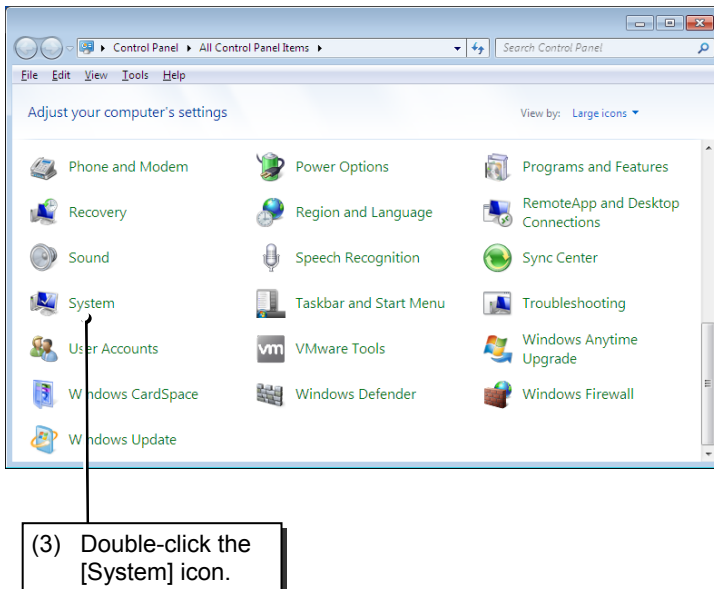 Control Panel All Control Panel Items Search Control Panel
File Edit View Tools Help
Adjust your computer's settings View by: Large icons
Phone and Modem Power Options Programs and Features
Recovery Region and Language RemoteApp and Desktop
Connections
Sound Speech Recognition Sync Center
System Taskbar and Start Menu Troubleshooting
User Accounts vm VMware Tools Windows Anytime
Upgrade
Windows CardSpace Windows Defender Windows Firewall
Windows Update
(3) Double-click the
[System] icon.